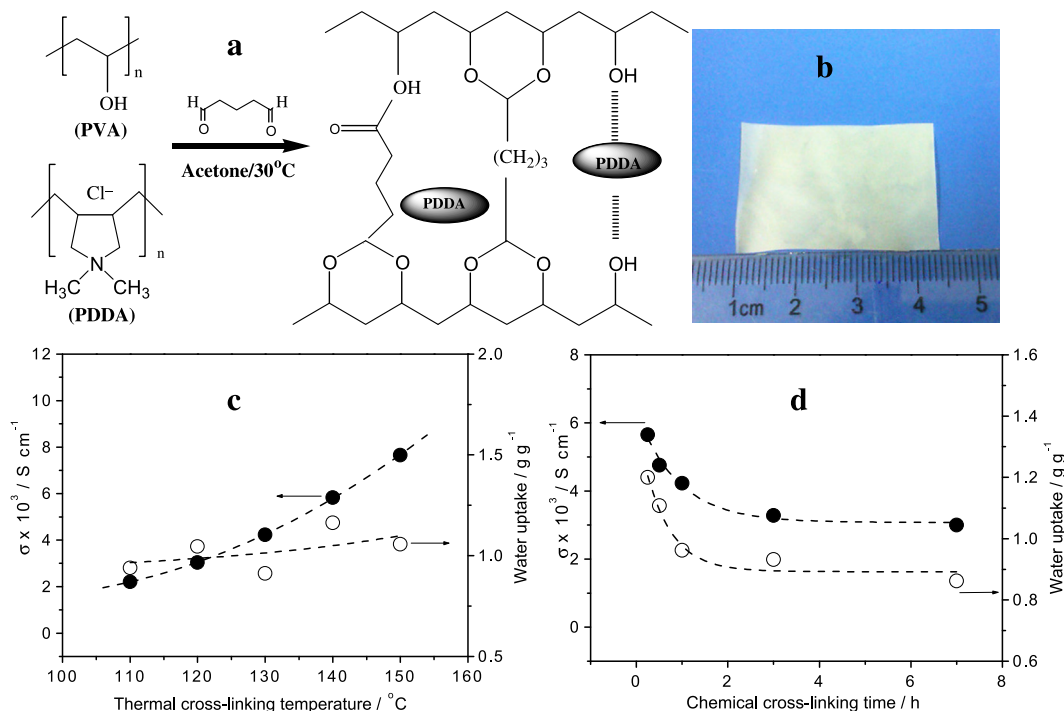 a
n
OH
(PVA)
H H
O O
Acetone/30°C
Cl⁻
n
N
H₃C CH₃
(PDDA)
OH
O
O O
(CH₂)₃
PDDA
OH
PDDA
O O
O O
OH
b
1cm 2 3 4 5
c
12
10
8
6
4
2
0
σ x 10³ / S cm⁻¹
2.0
1.5
1.0
0.5
Water uptake / g g⁻¹
100 110 120 130 140 150 160
Thermal cross-linking temperature / °C
d
8
6
4
2
0
σ x 10³ / S cm⁻¹
1.6
1.4
1.2
1.0
0.8
0.6
Water uptake / g g⁻¹
0 2 4 6 8
Chemical cross-linking time / h